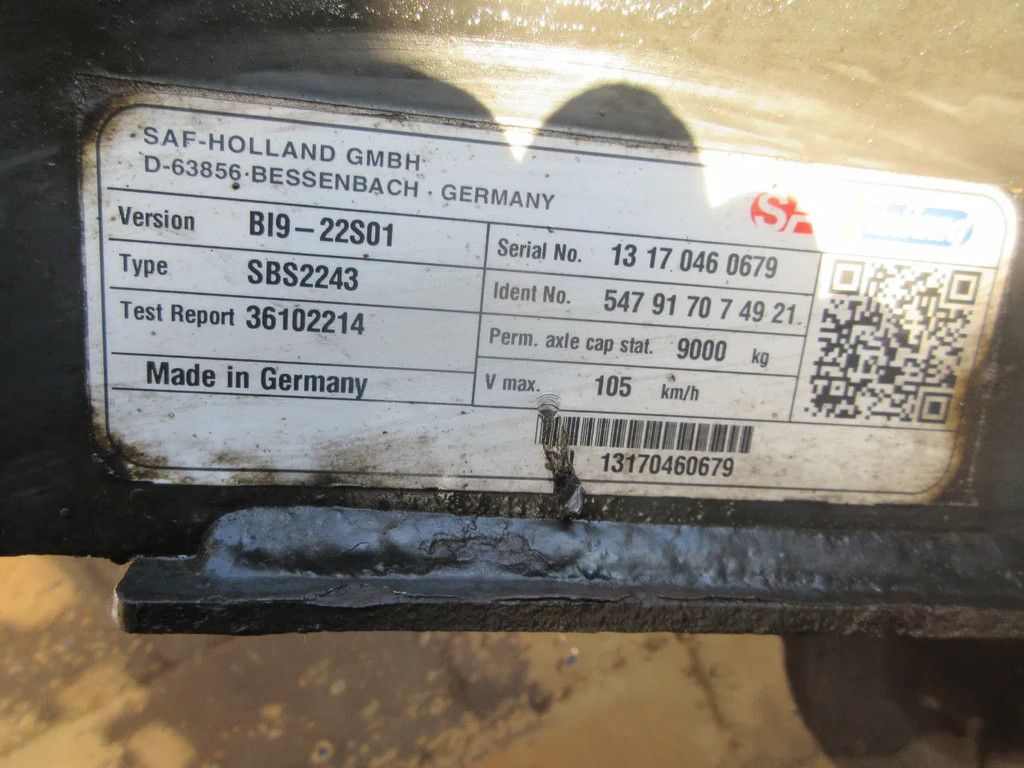 SAF-HOLLAND GMBH
D-63856 BESSENBACH · GERMANY
Version BI9-22S01
Type SBS2243
Test Report 36102214
Made in Germany
Serial No. 13 17 046 0679
Ident No. 547 91 70 7 49 21
Perm. axle cap stat. 9000 kg
V max. 105 km/h
13170460679